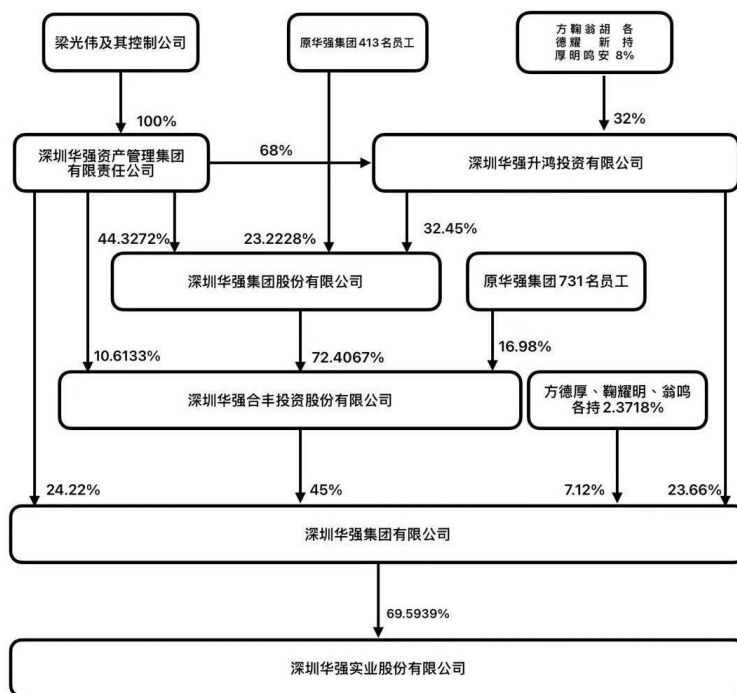 梁光伟及其控制公司
原华强集团413名员工
方 鞠 翁 胡 各
德 耀 新 持
厚 明 鸣 安 8%
100%
32%
深圳华强资产管理集团
有限责任公司
68%
深圳华强升鸿投资有限公司
44.3272%
23.2228%
32.45%
深圳华强集团股份有限公司
原华强集团731名员工
10.6133%
72.4067%
16.98%
深圳华强合丰投资股份有限公司
方德厚、鞠耀明、翁鸣
各持2.3718%
24.22%
45%
7.12%
23.66%
深圳华强集团有限公司
69.5939%
深圳华强实业股份有限公司